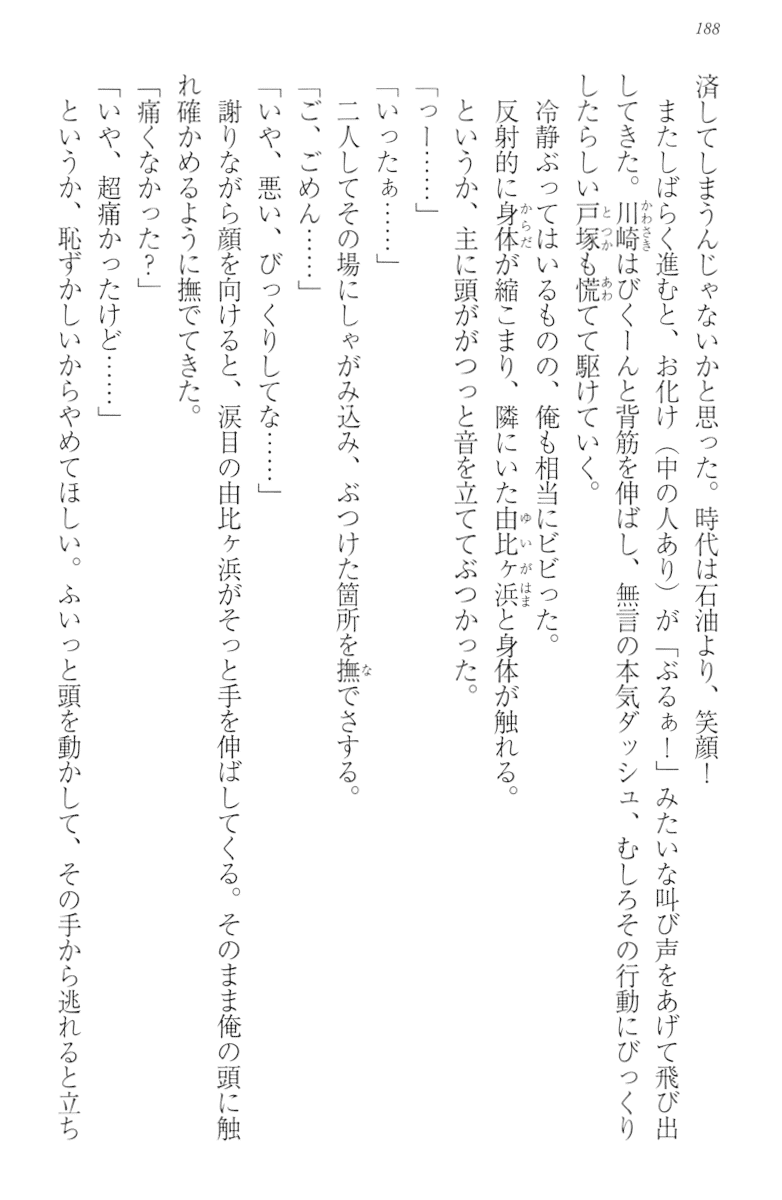 188
済してしまうんじゃないかと思った。時代は石油より、笑顔！
　またしばらく進むと、お化け（中の人あり）が「ぶるぁ！」みたいな叫び声をあげて飛び出
してきた。川崎はびくーんと背筋を伸ばし、無言の本気ダッシュ、むしろその行動にびっくり
したらしい戸塚も慌てて駆けていく。
　冷静ぶってはいるものの、俺も相当にビビった。
　反射的に身体が縮こまり、隣にいた由比ヶ浜と身体が触れる。
　というか、主に頭ががつっと音を立ててぶつかった。
「っー……」
「いったぁ……」
　二人してその場にしゃがみ込み、ぶつけた箇所を撫でさする。
「ご、ごめん……」
「いや、悪い、びっくりしてな……」
　謝りながら顔を向けると、涙目の由比ヶ浜がそっと手を伸ばしてくる。そのまま俺の頭に触
れ確かめるように撫でてきた。
「痛くなかった？」
「いや、超痛かったけど……」
　というか、恥ずかしいからやめてほしい。ふいっと頭を動かして、その手から逃れると立ち